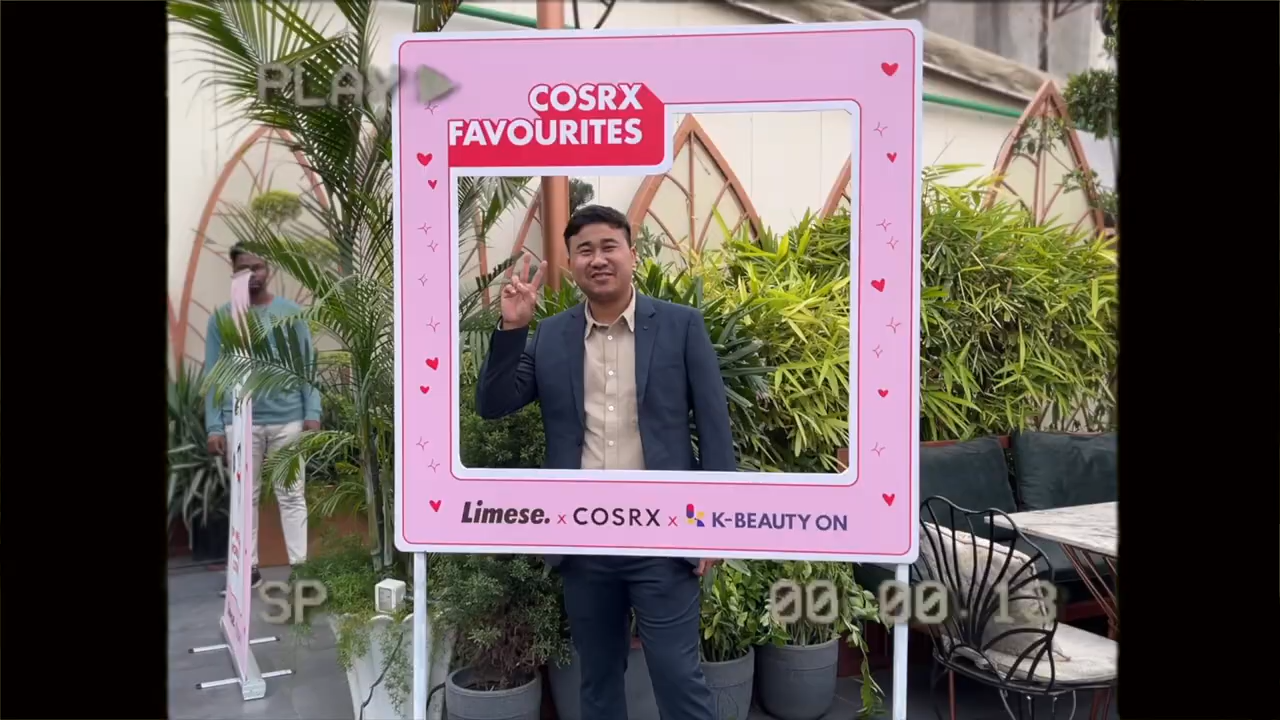 PLAY
COSRX
FAVOURITES
Limese. x COSRX x K-BEAUTY ON
SP
00 00 13